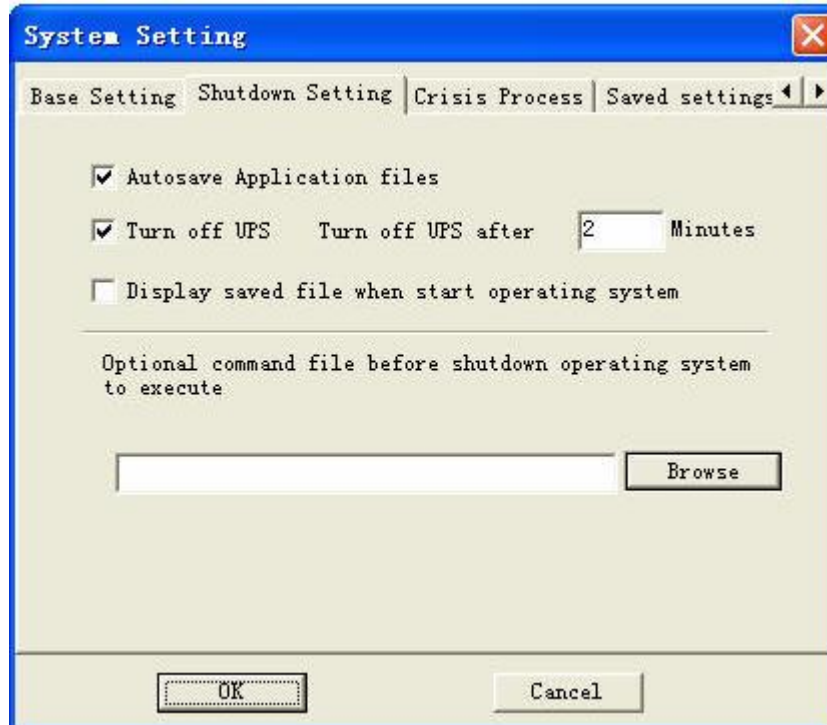 System Setting
Base Setting Shutdown Setting Crisis Process Saved settings
Autosave Application files
Turn off UPS Turn off UPS after 2 Minutes
Display saved file when start operating system
Optional command file before shutdown operating system
to execute
Browse
OK Cancel